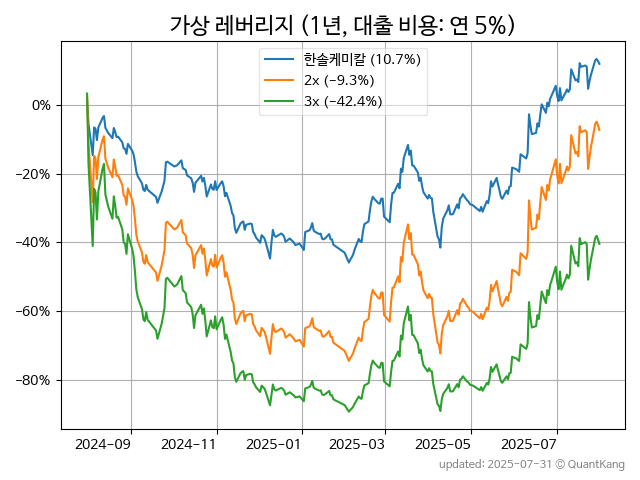 가상 레버리지 (1년, 대출 비용: 연 5%)
한솔케미칼 (10.7%)
2x (−9.3%)
3x (−42.4%)
0%
−20%
−40%
−60%
−80%
2024-09 2024-11 2025-01 2025-03 2025-05 2025-07
updated: 2025-07-31 © QuantKang